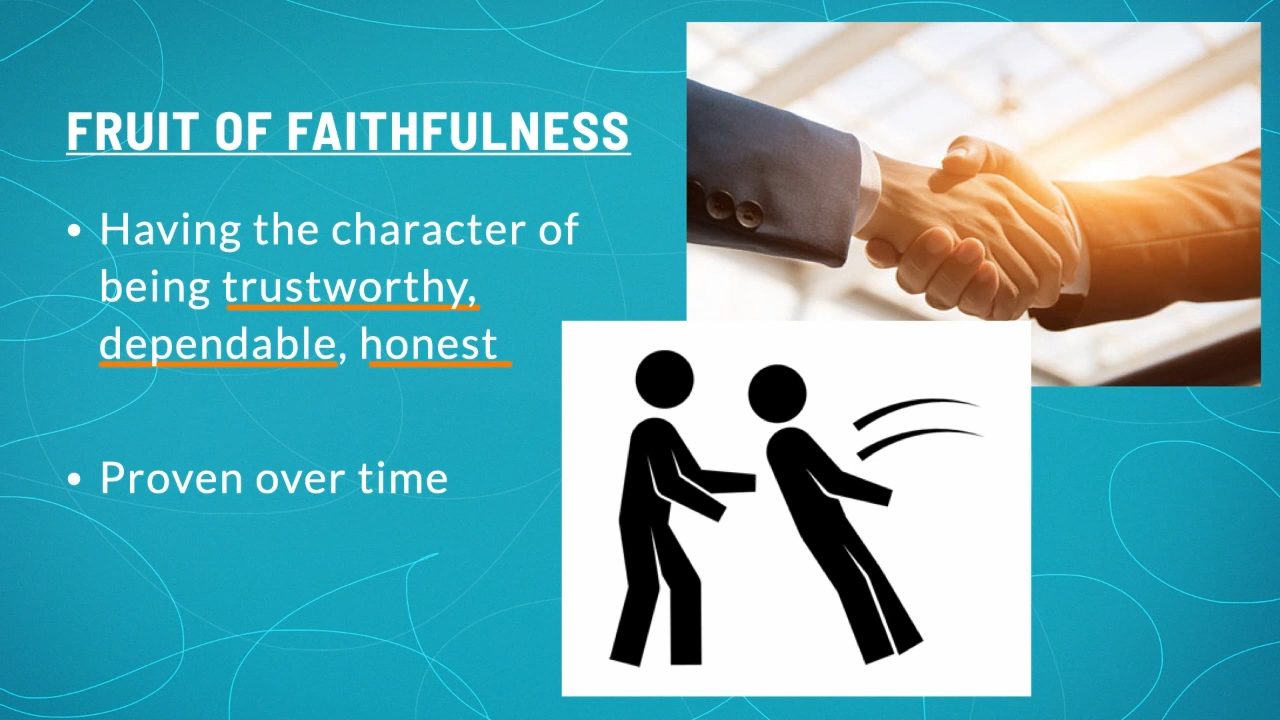 FRUIT OF FAITHFULNESS
• Having the character of
being trustworthy,
dependable, honest
• Proven over time